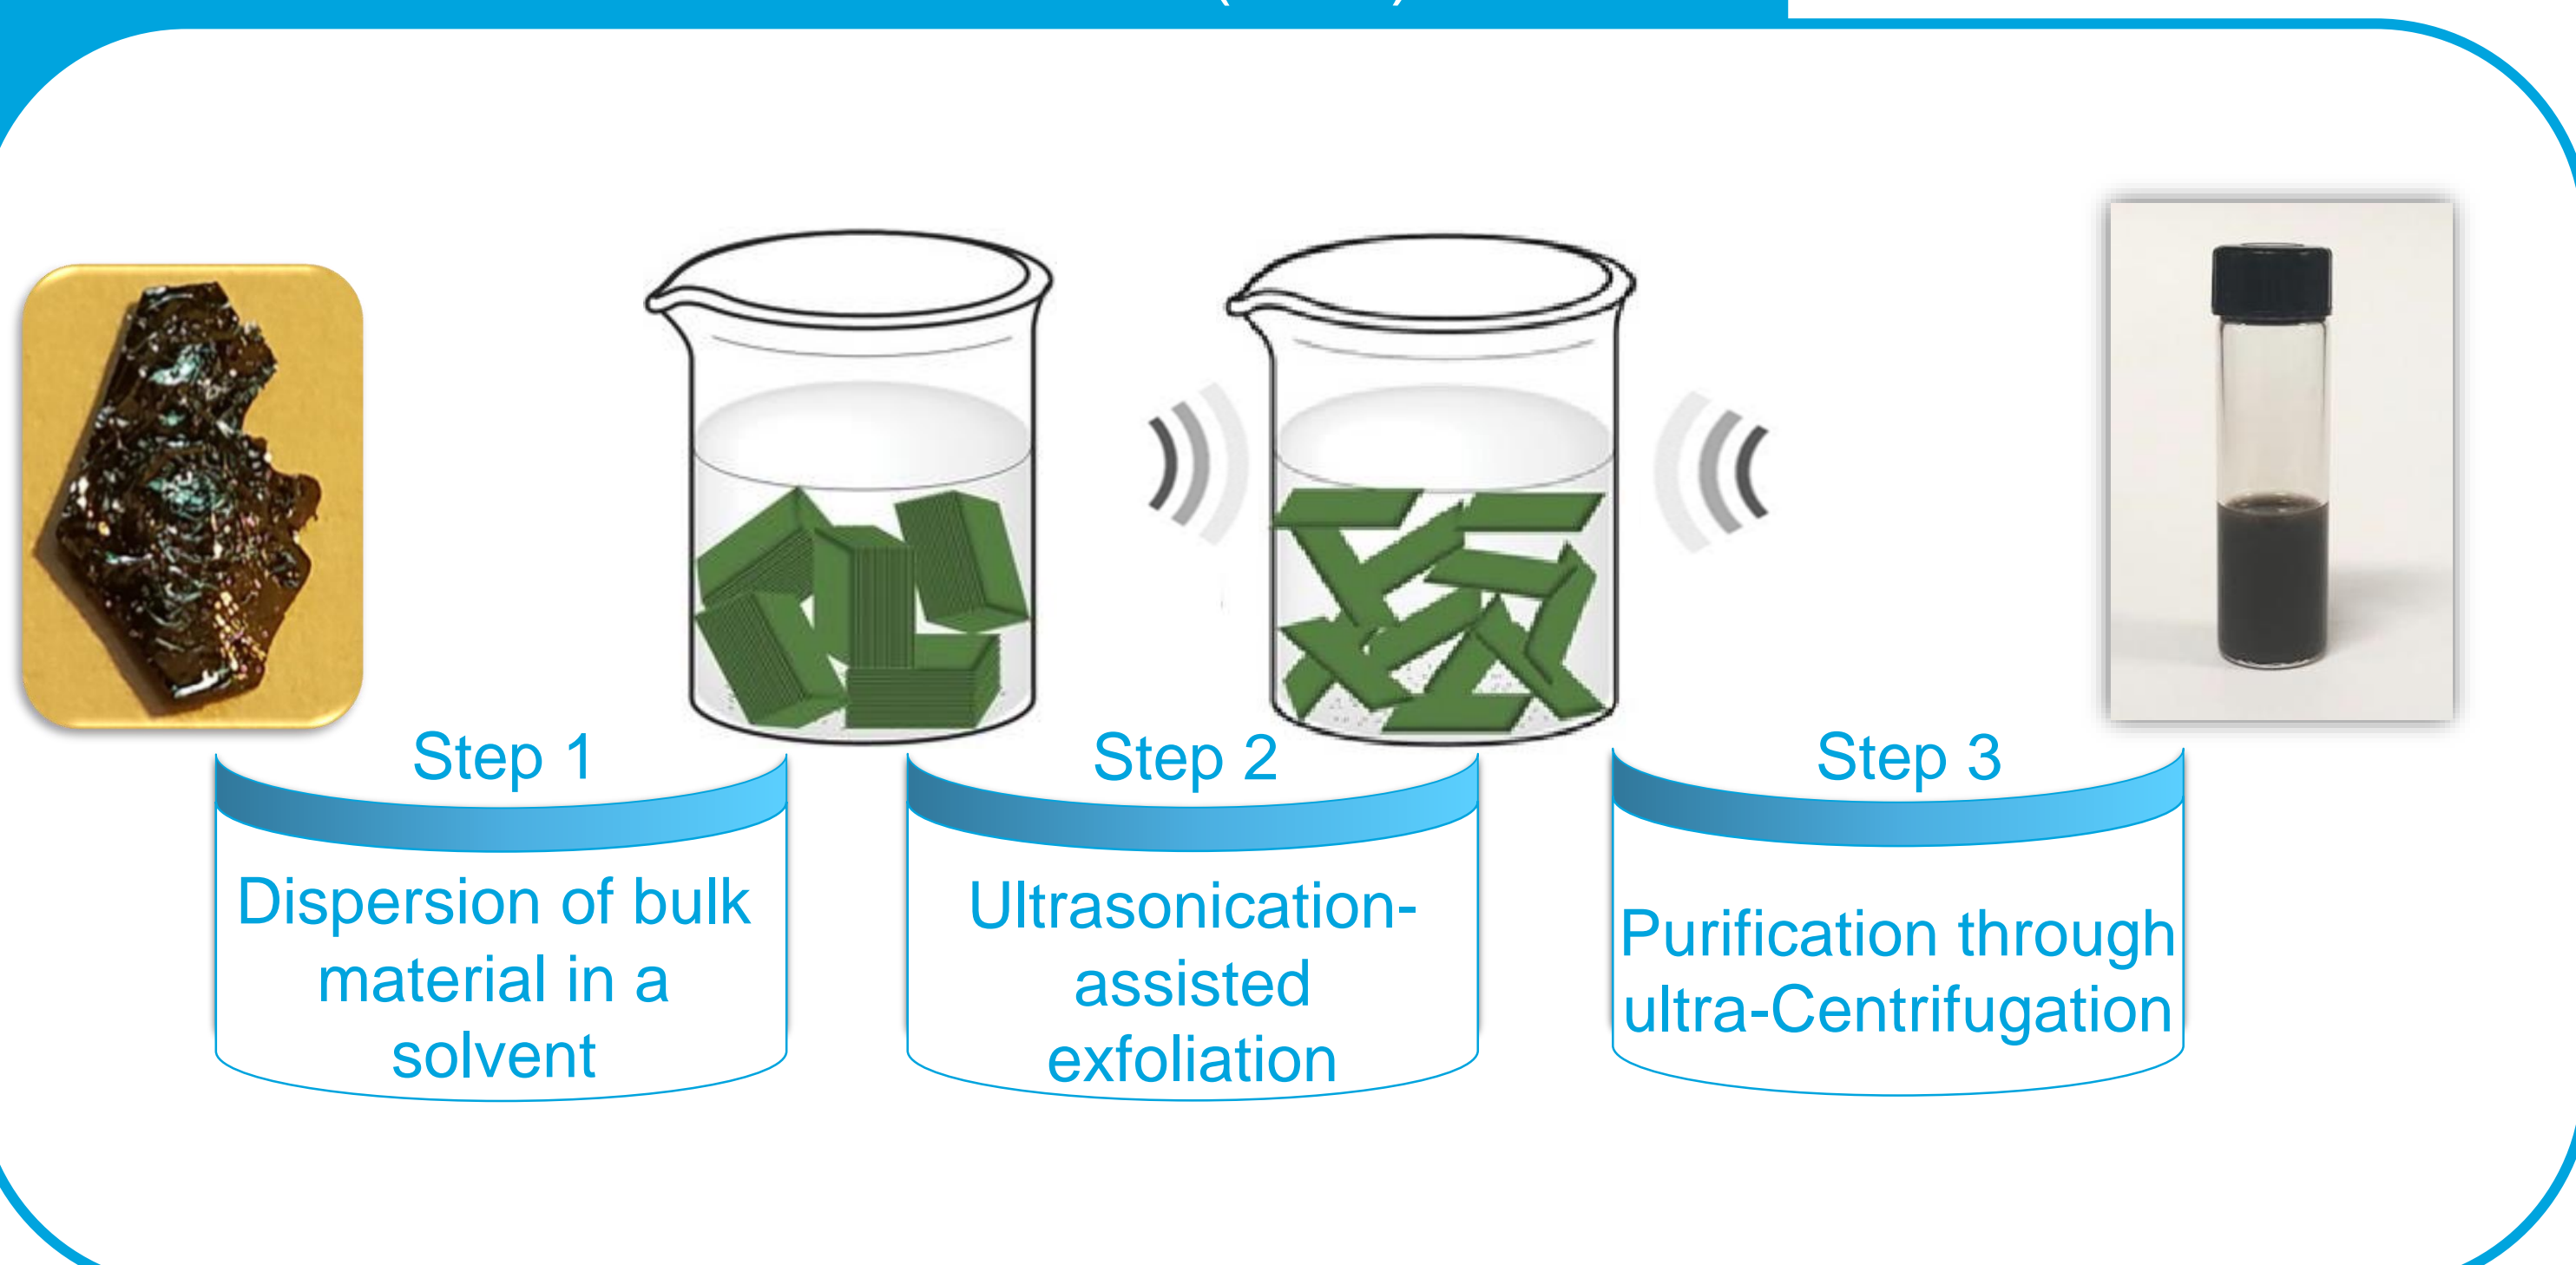 Step 1
Dispersion of bulk
material in a
solvent
Step 2
Ultrasonication-
assisted
exfoliation
Step 3
Purification through
ultra-Centrifugation